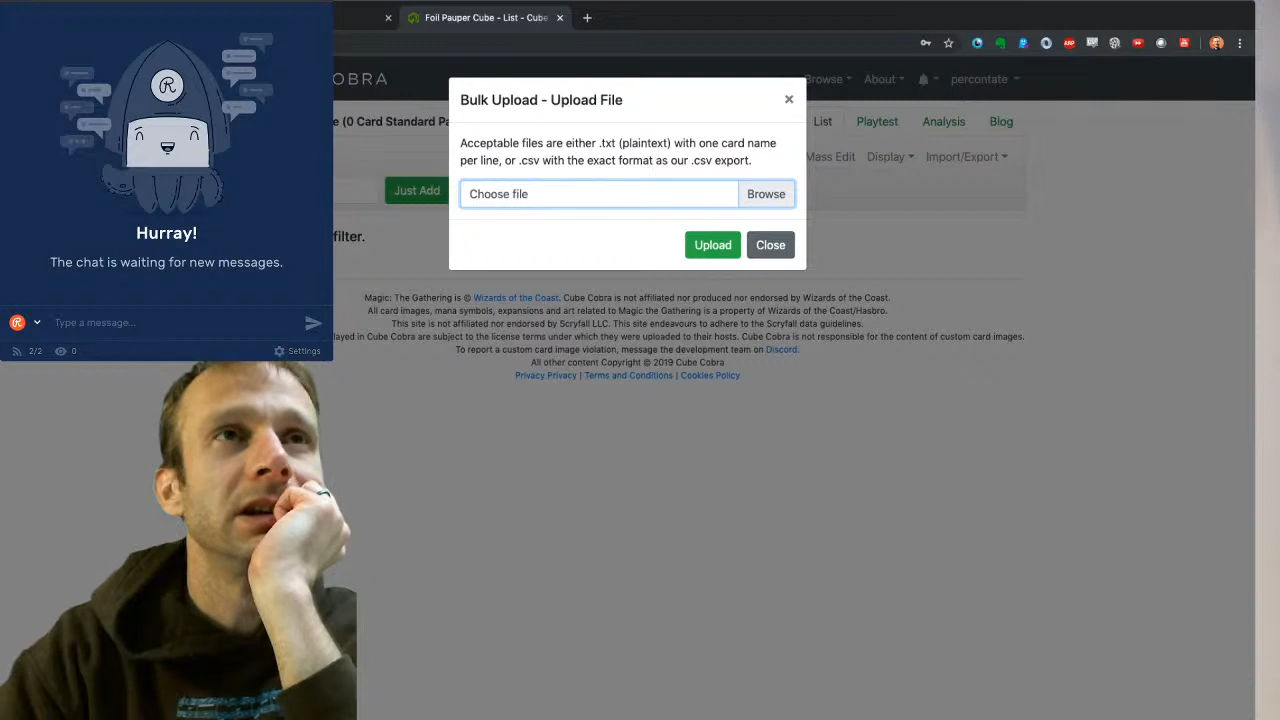 Foil Pauper Cube - List - Cube
OBRA
Browse
About
percontate
e (0 Card Standard Pa
List
Playtest
Analysis
Blog
Mass Edit
Display
Import/Export
Just Add
filter.
Bulk Upload - Upload File
Acceptable files are either .txt (plaintext) with one card name
per line, or .csv with the exact format as our .csv export.
Choose file
Browse
Upload
Close
Magic: The Gathering is © Wizards of the Coast. Cube Cobra is not affiliated nor produced nor endorsed by Wizards of the Coast.
All card images, mana symbols, expansions and art related to Magic the Gathering is a property of Wizards of the Coast/Hasbro.
This site is not affiliated nor endorsed by Scryfall LLC. This site endeavours to adhere to the Scryfall data guidelines.
layed in Cube Cobra are subject to the license terms under which they were uploaded to their hosts. Cube Cobra is not responsible for the content of custom card images.
To report a custom card image violation, message the development team on Discord.
All other content Copyright © 2019 Cube Cobra
Privacy Privacy | Terms and Conditions | Cookies Policy
Hurray!
The chat is waiting for new messages.
Type a message...
2/2
0
Settings